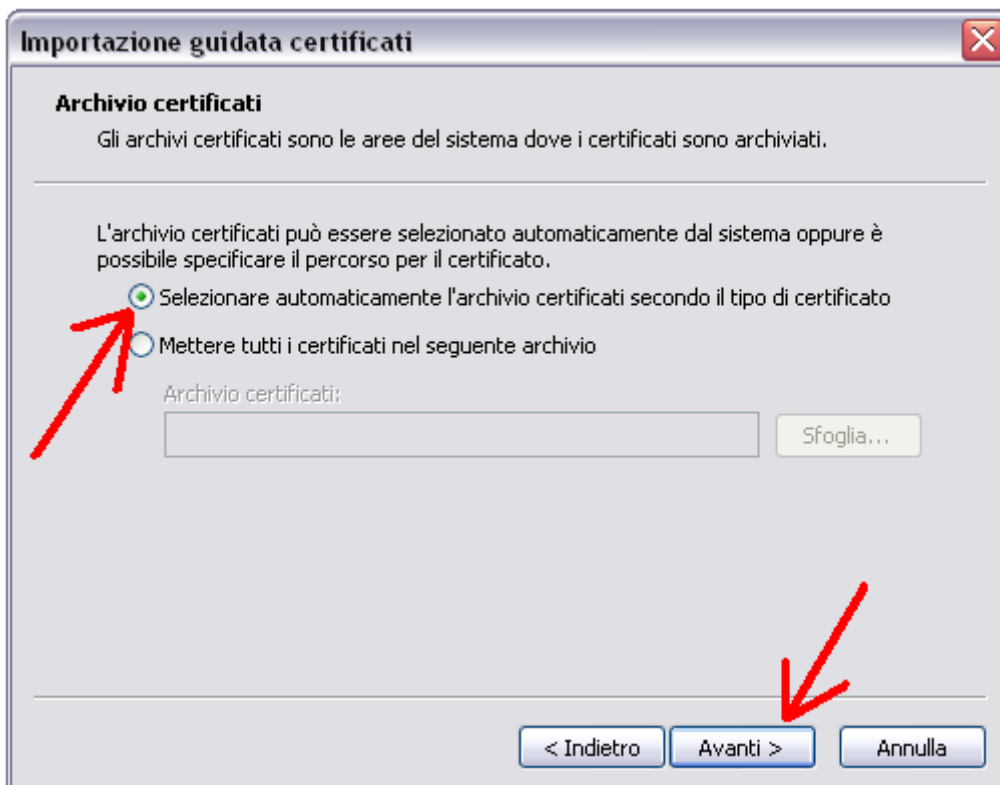 Importazione guidata certificati
Archivio certificati
Gli archivi certificati sono le aree del sistema dove i certificati sono archiviati.
L'archivio certificati può essere selezionato automaticamente dal sistema oppure è
possibile specificare il percorso per il certificato.
Selezionare automaticamente l'archivio certificati secondo il tipo di certificato
Mettere tutti i certificati nel seguente archivio
Archivio certificati:
Sfoglia...
< Indietro
Avanti >
Annulla